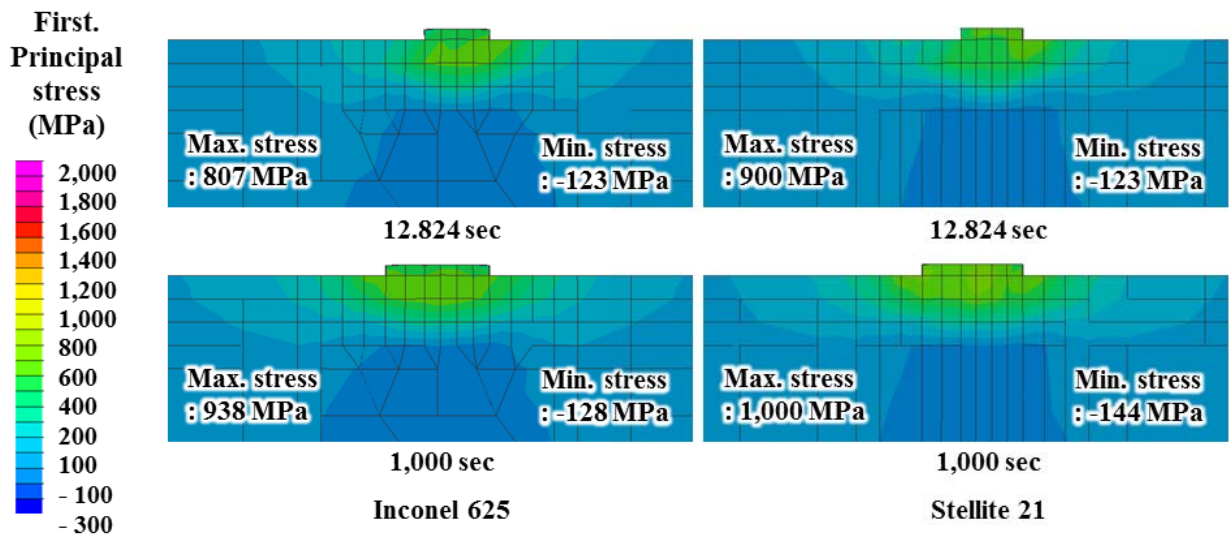 First.
Principal
stress
(MPa)
2,000
1,800
1,600
1,400
1,200
1,000
800
600
400
200
100
- 100
- 300
Max. stress
: 807 MPa
Min. stress
: -123 MPa
12.824 sec
Max. stress
: 900 MPa
Min. stress
: -123 MPa
12.824 sec
Max. stress
: 938 MPa
Min. stress
: -128 MPa
1,000 sec
Inconel 625
Max. stress
: 1,000 MPa
Min. stress
: -144 MPa
1,000 sec
Stellite 21